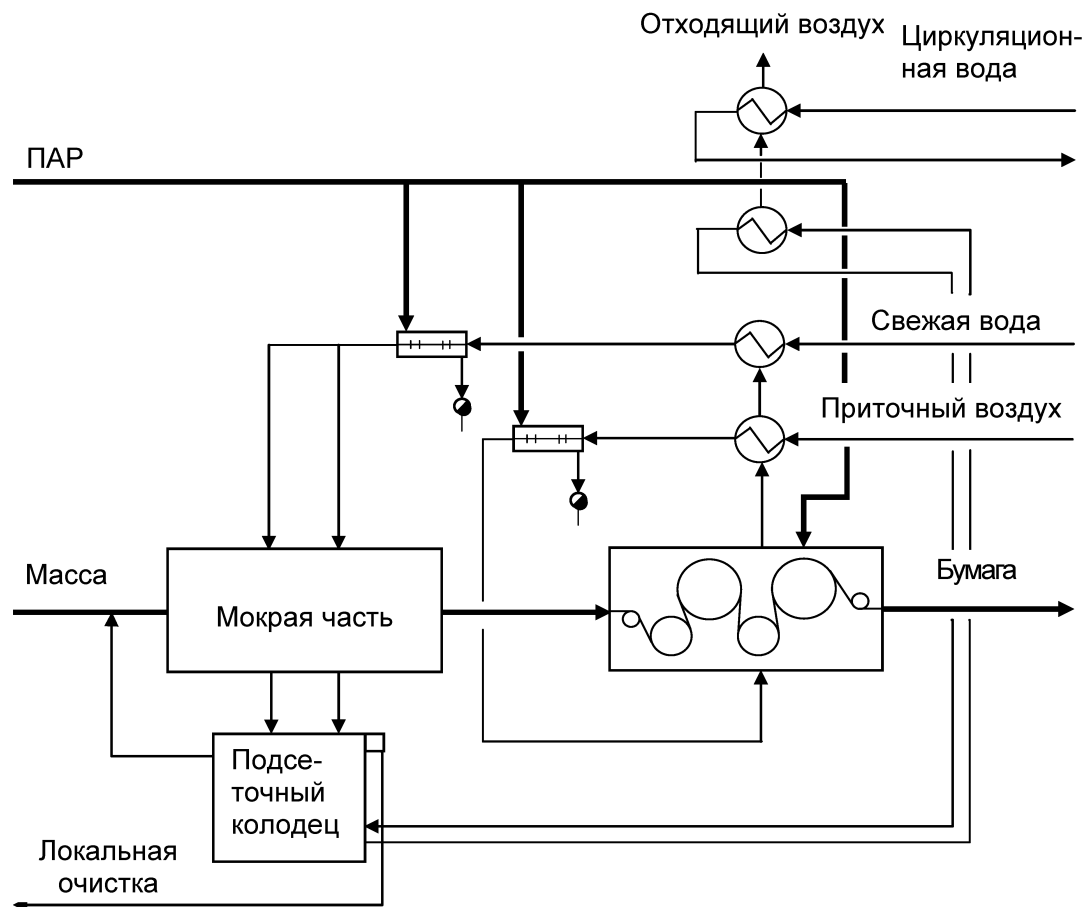 Отходящий воздух
Циркуляцион-
ная вода
ПАР
Свежая вода
Приточный воздух
Масса
Мокрая часть
Бумага
Подсе-
точный
колодец
Локальная
очистка